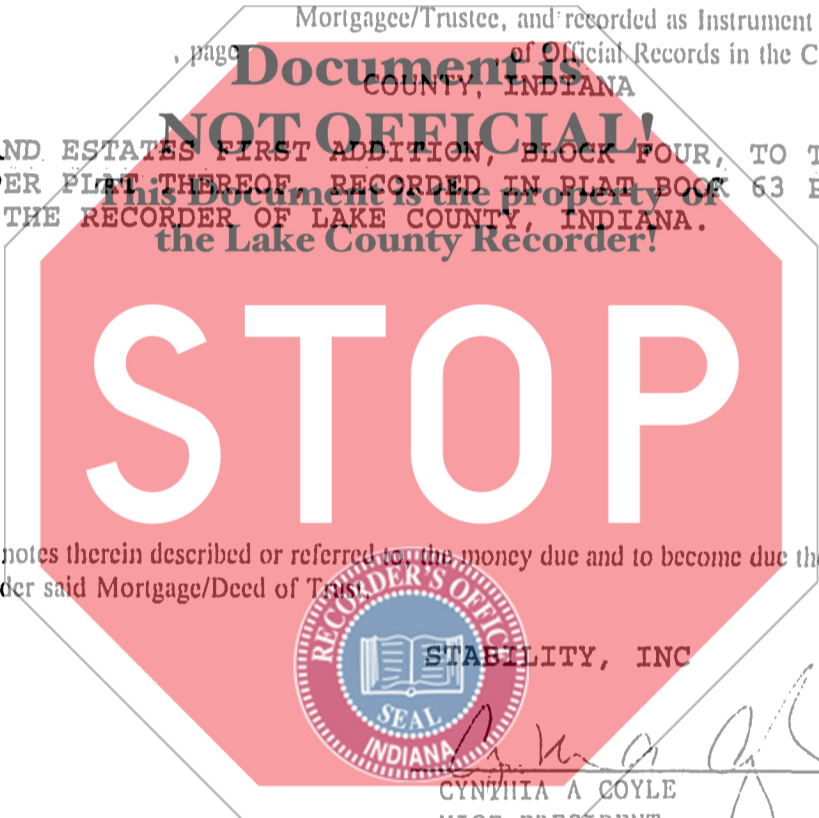 Mortgagee/Trustee, and recorded as Instrument
, page of Official Records in the C
Document is
COUNTY, INDIANA
NOT OFFICIAL!
ND ESTATES FIRST ADDITION, BLOCK FOUR, TO T
ER PLAT THEREOF, RECORDED IN PLAT BOOK 63
This Document is the property of
THE RECORDER OF LAKE COUNTY, INDIANA.
the Lake County Recorder!
STOP
notes therein described or referred to, the money due and to become due the
der said Mortgage/Deed of Trust.
RECORDER'S OFFIC
STABILITY, INC
SEAL
INDIANA
CYNTHIA A COYLE
VICE PRESIDENT